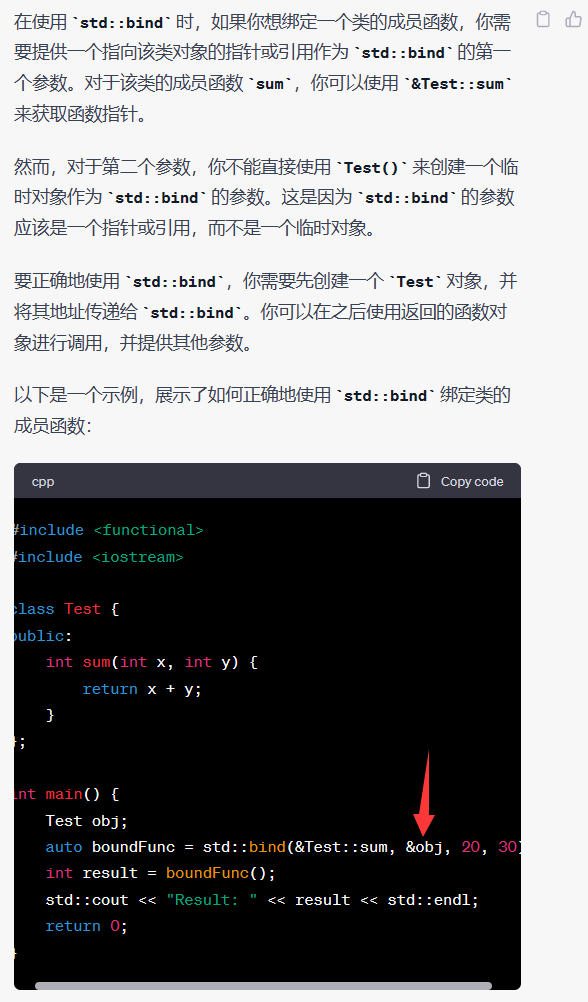 在使用 `std::bind` 时，如果你想绑定一个类的成员函数，你需
要提供一个指向该类对象的指针或引用作为 `std::bind` 的第一
个参数。对于该类的成员函数 `sum`，你可以使用 `&Test::sum`
来获取函数指针。
然而，对于第二个参数，你不能直接使用 `Test()` 来创建一个临
时对象作为 `std::bind` 的参数。这是因为 `std::bind` 的参数
应该是一个指针或引用，而不是一个临时对象。
要正确地使用 `std::bind`，你需要先创建一个 `Test` 对象，并
将其地址传递给 `std::bind`。你可以在之后使用返回的函数对
象进行调用，并提供其他参数。
以下是一个示例，展示了如何正确地使用 `std::bind` 绑定类的
成员函数：
cpp
Copy code
#include <functional>
#include <iostream>
class Test {
public:
int sum(int x, int y) {
return x + y;
}
};
int main() {
Test obj;
auto boundFunc = std::bind(&Test::sum, &obj, 20, 30)
int result = boundFunc();
std::cout << "Result: " << result << std::endl;
return 0;
}